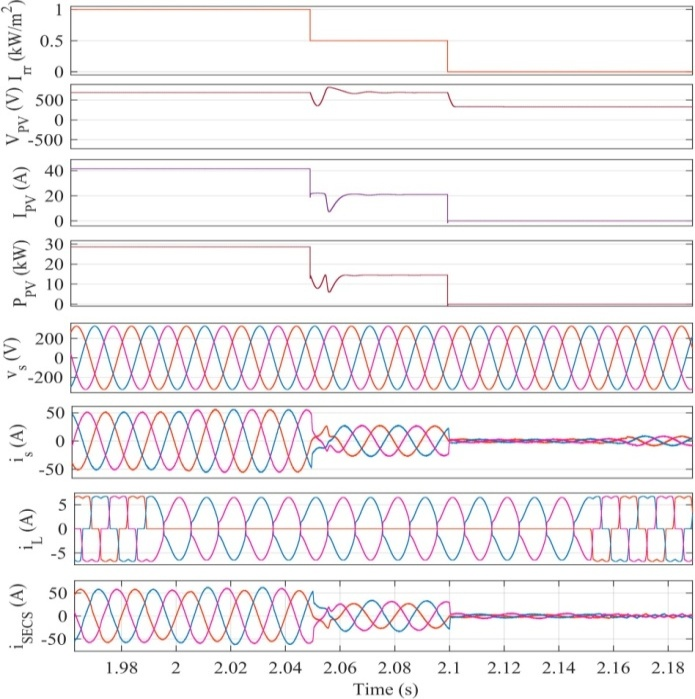 I_rr (kW/m²)
1
0.5
0
V_PV (V)
500
0
-500
I_PV (A)
40
20
0
P_PV (kW)
30
20
10
0
v_s (V)
200
0
-200
i_s (A)
50
0
-50
i_L (A)
5
0
-5
i_SECS (A)
50
0
-50
1.98 2 2.02 2.04 2.06 2.08 2.1 2.12 2.14 2.16 2.18
Time (s)